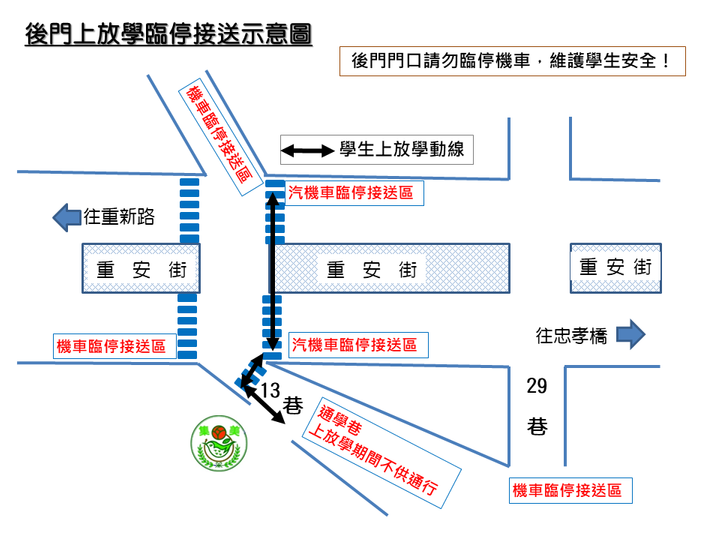 後門上放學臨停接送示意圖
後門門口請勿臨停機車，維護學生安全！
機車臨停接送區
學生上放學動線
汽機車臨停接送區
往重新路
重安街
重安街
重安街
往忠孝橋
機車臨停接送區
汽機車臨停接送區
13
巷
29
巷
通學巷
上放學期間不供通行
集美
機車臨停接送區